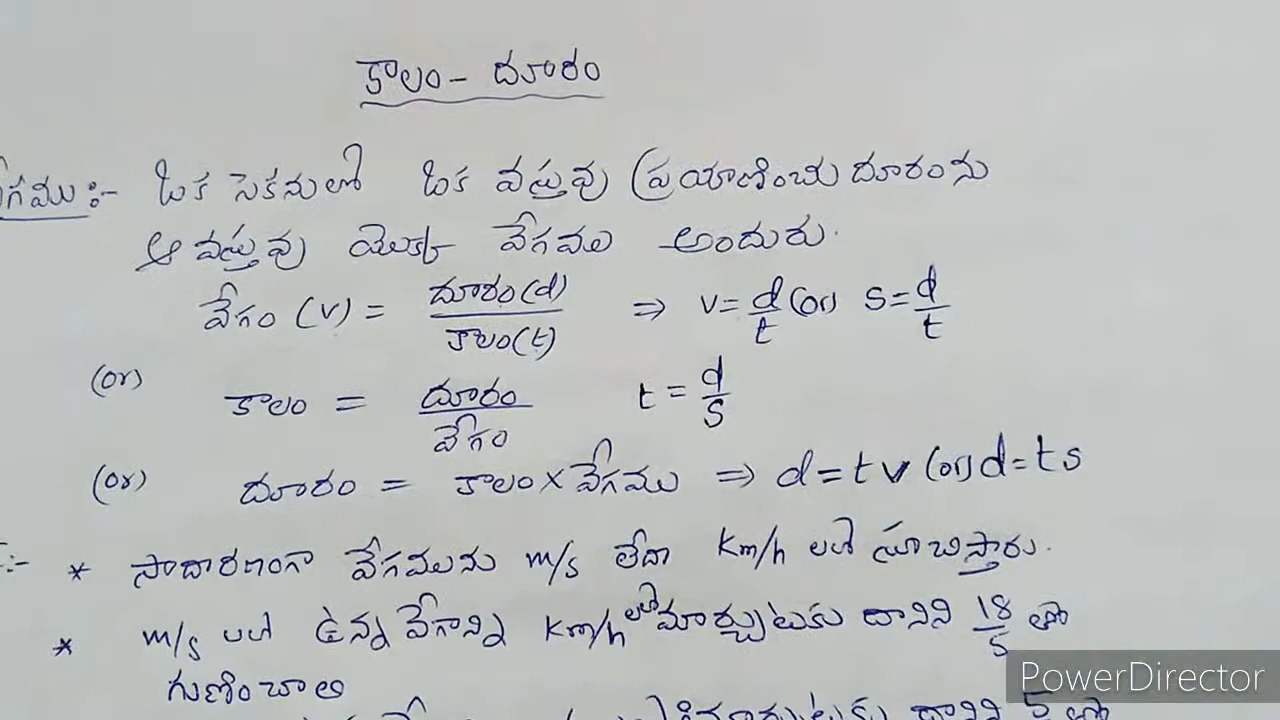 కాలం - దూరం
వేగము :- ఒక సెకనులో ఒక వస్తువు ప్రయాణించు దూరంను
ఆ వస్తువు యొక్క వేగము అందురు.
వేగం (v) = దూరం(d) / కాలం(t) ⇒ v = d/t (or) s = d/t
(or) కాలం = దూరం / వేగం t = d/s
(or) దూరం = కాలం × వేగము ⇒ d = tv (or) d = ts
:- * సాదారణంగా వేగమును m/s లేదా Km/h లలో సూచిస్తారు.
* m/s లలో ఉన్న వేగాన్ని Km/h లలో మార్చుటకు దానిని 18/5 తో
గుణించాలి
దానిని 5 తో
PowerDirector